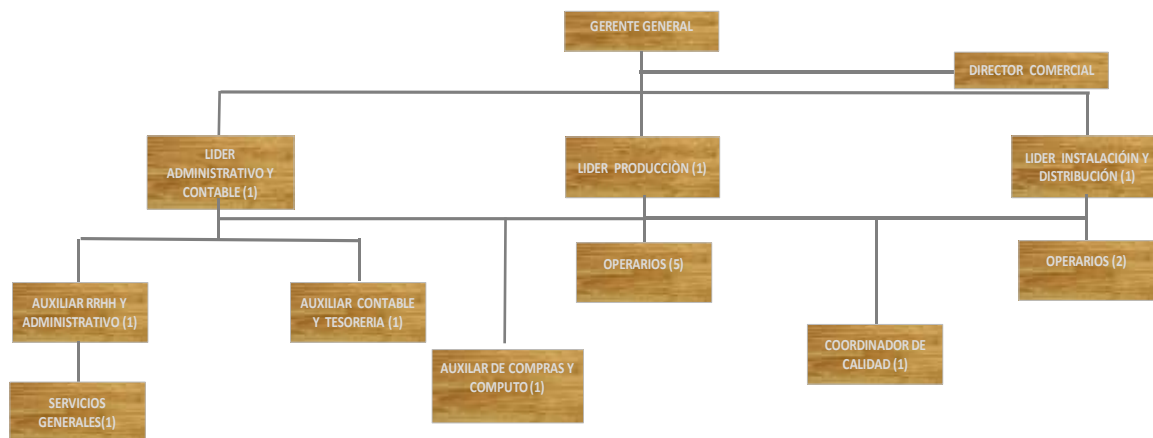 GERENTE GENERAL
DIRECTOR COMERCIAL
LIDER
ADMINISTRATIVO Y
CONTABLE (1)
LIDER PRODUCCIÒN (1)
LIDER INSTALACIÓIN Y
DISTRIBUCIÓN (1)
OPERARIOS (5)
OPERARIOS (2)
AUXILIAR RRHH Y
ADMINISTRATIVO (1)
AUXILIAR CONTABLE
Y TESORERIA (1)
COORDINADOR DE
CALIDAD (1)
AUXILAR DE COMPRAS Y
COMPUTO (1)
SERVICIOS
GENERALES(1)